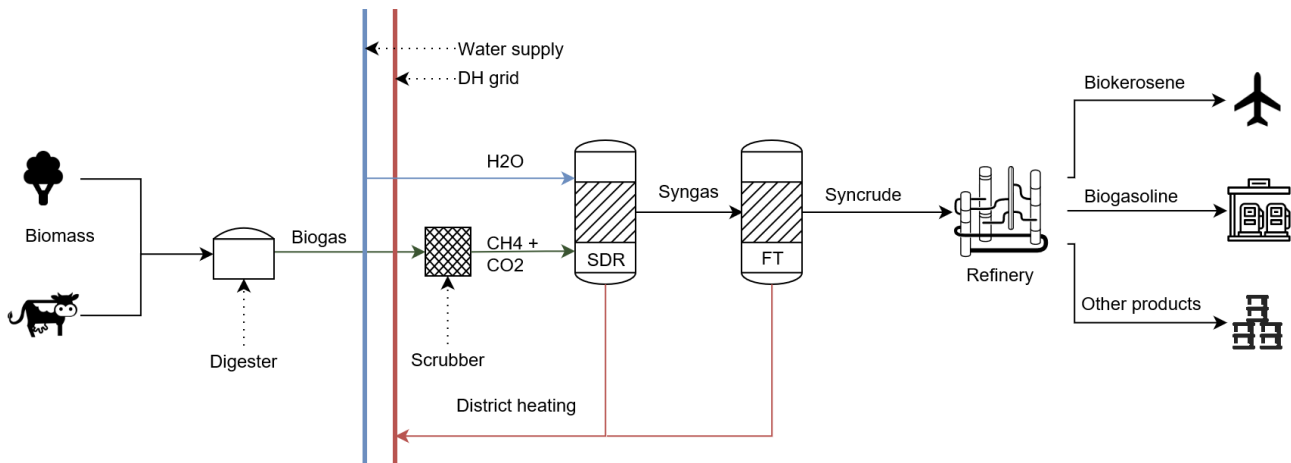 Water supply
DH grid
Biokerosene
H2O
Syngas
Syncrude
Biogasoline
Biomass
Biogas
CH4 +
CO2
SDR
FT
Refinery
Other products
Digester
Scrubber
District heating